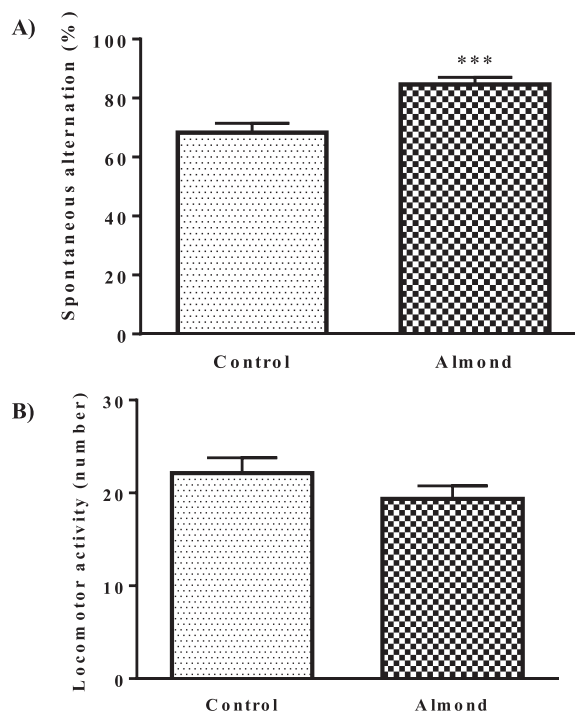 A)
Spontaneous alternation (%)
100
80
60
40
20
0
***
Control Almond
B)
Locomotor activity (number)
30
20
10
0
Control Almond